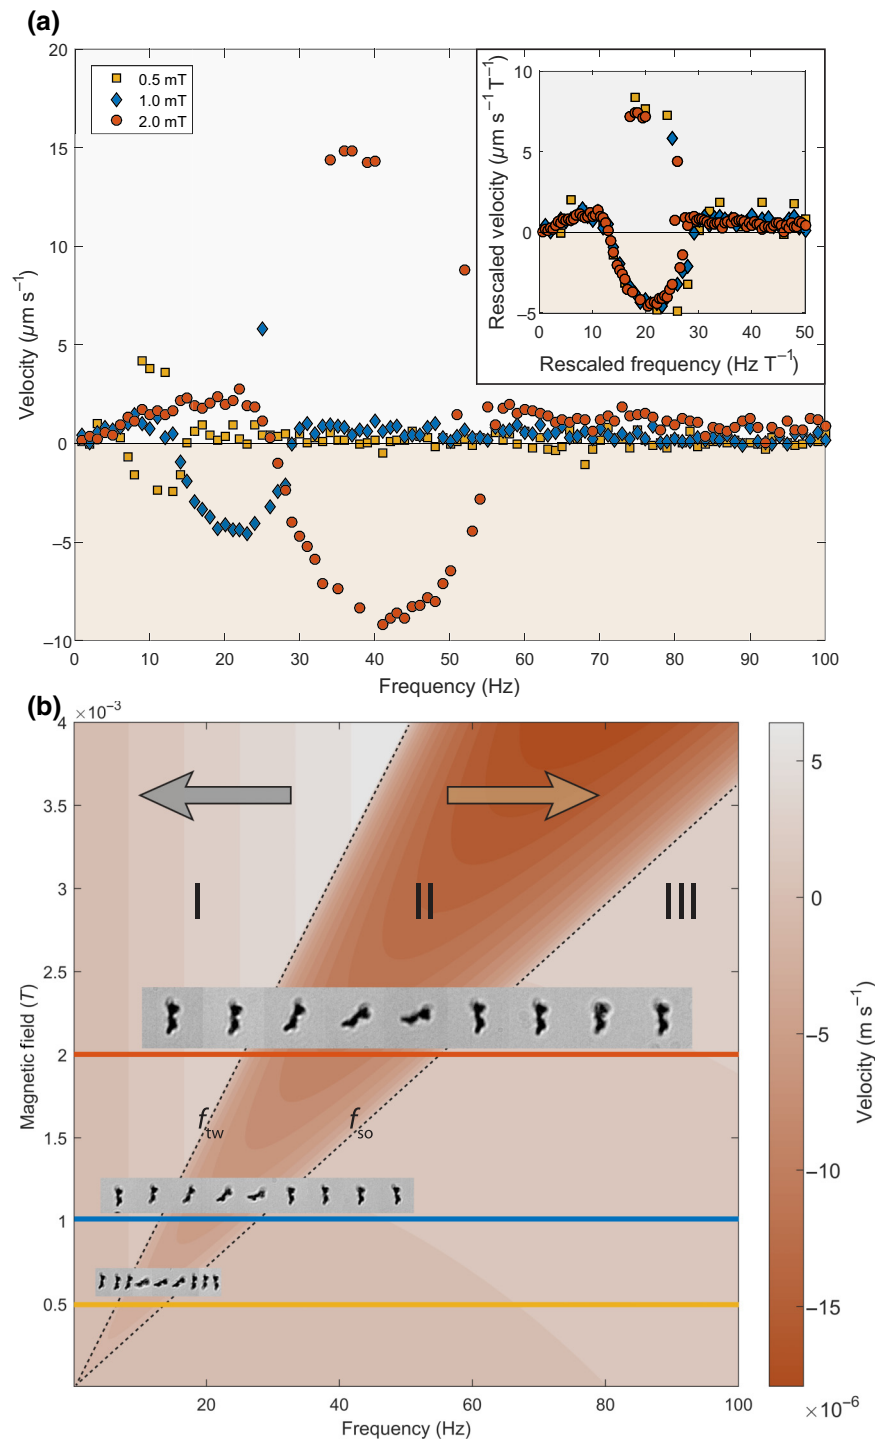 (a)
20
15
10
5
0
–5
–10
Velocity (µm s⁻¹)
0.5 mT
1.0 mT
2.0 mT
10
5
0
–5
Rescaled velocity (µm s⁻¹T⁻¹)
0 10 20 30 40 50
Rescaled frequency (Hz T⁻¹)
0 10 20 30 40 50 60 70 80 90 100
Frequency (Hz)
(b)
×10⁻³
4
3.5
3
2.5
2
1.5
1
0.5
Magnetic field (T)
I II III
f_tw f_so
20 40 60 80 100
Frequency (Hz)
5
0
–5
–10
–15
×10⁻⁶
Velocity (m s⁻¹)